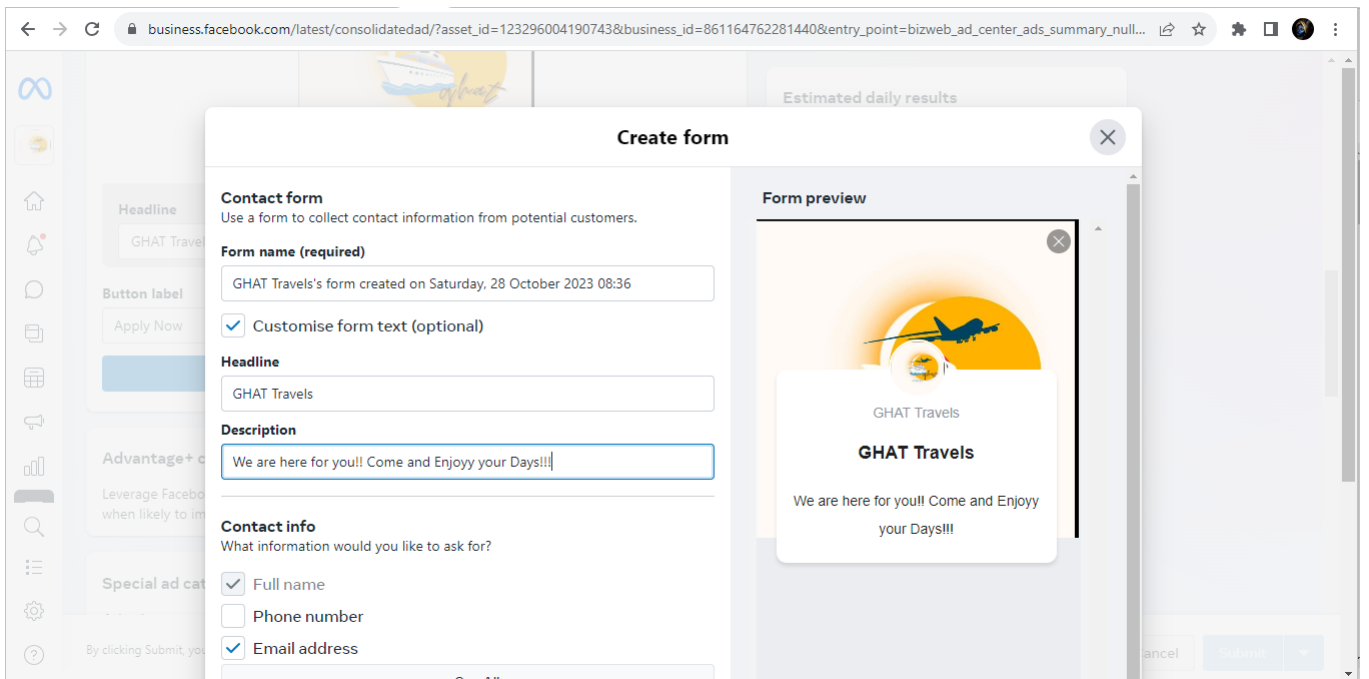 business.facebook.com/latest/consolidatedad/?asset_id=123296004190743&business_id=861164762281440&entry_point=bizweb_ad_center_ads_summary_null...
ghat
Estimated daily results
Create form
Headline
GHAT Travel
Button label
Apply Now
Advantage+ c
Leverage Facebo
when likely to im
Special ad cat
By clicking Submit, you
Contact form
Use a form to collect contact information from potential customers.
Form name (required)
GHAT Travels's form created on Saturday, 28 October 2023 08:36
Customise form text (optional)
Headline
GHAT Travels
Description
We are here for you!! Come and Enjoyy your Days!!!
Contact info
What information would you like to ask for?
Full name
Phone number
Email address
Form preview
GHAT Travels
GHAT Travels
We are here for you!! Come and Enjoyy
your Days!!!
ancel
Submit